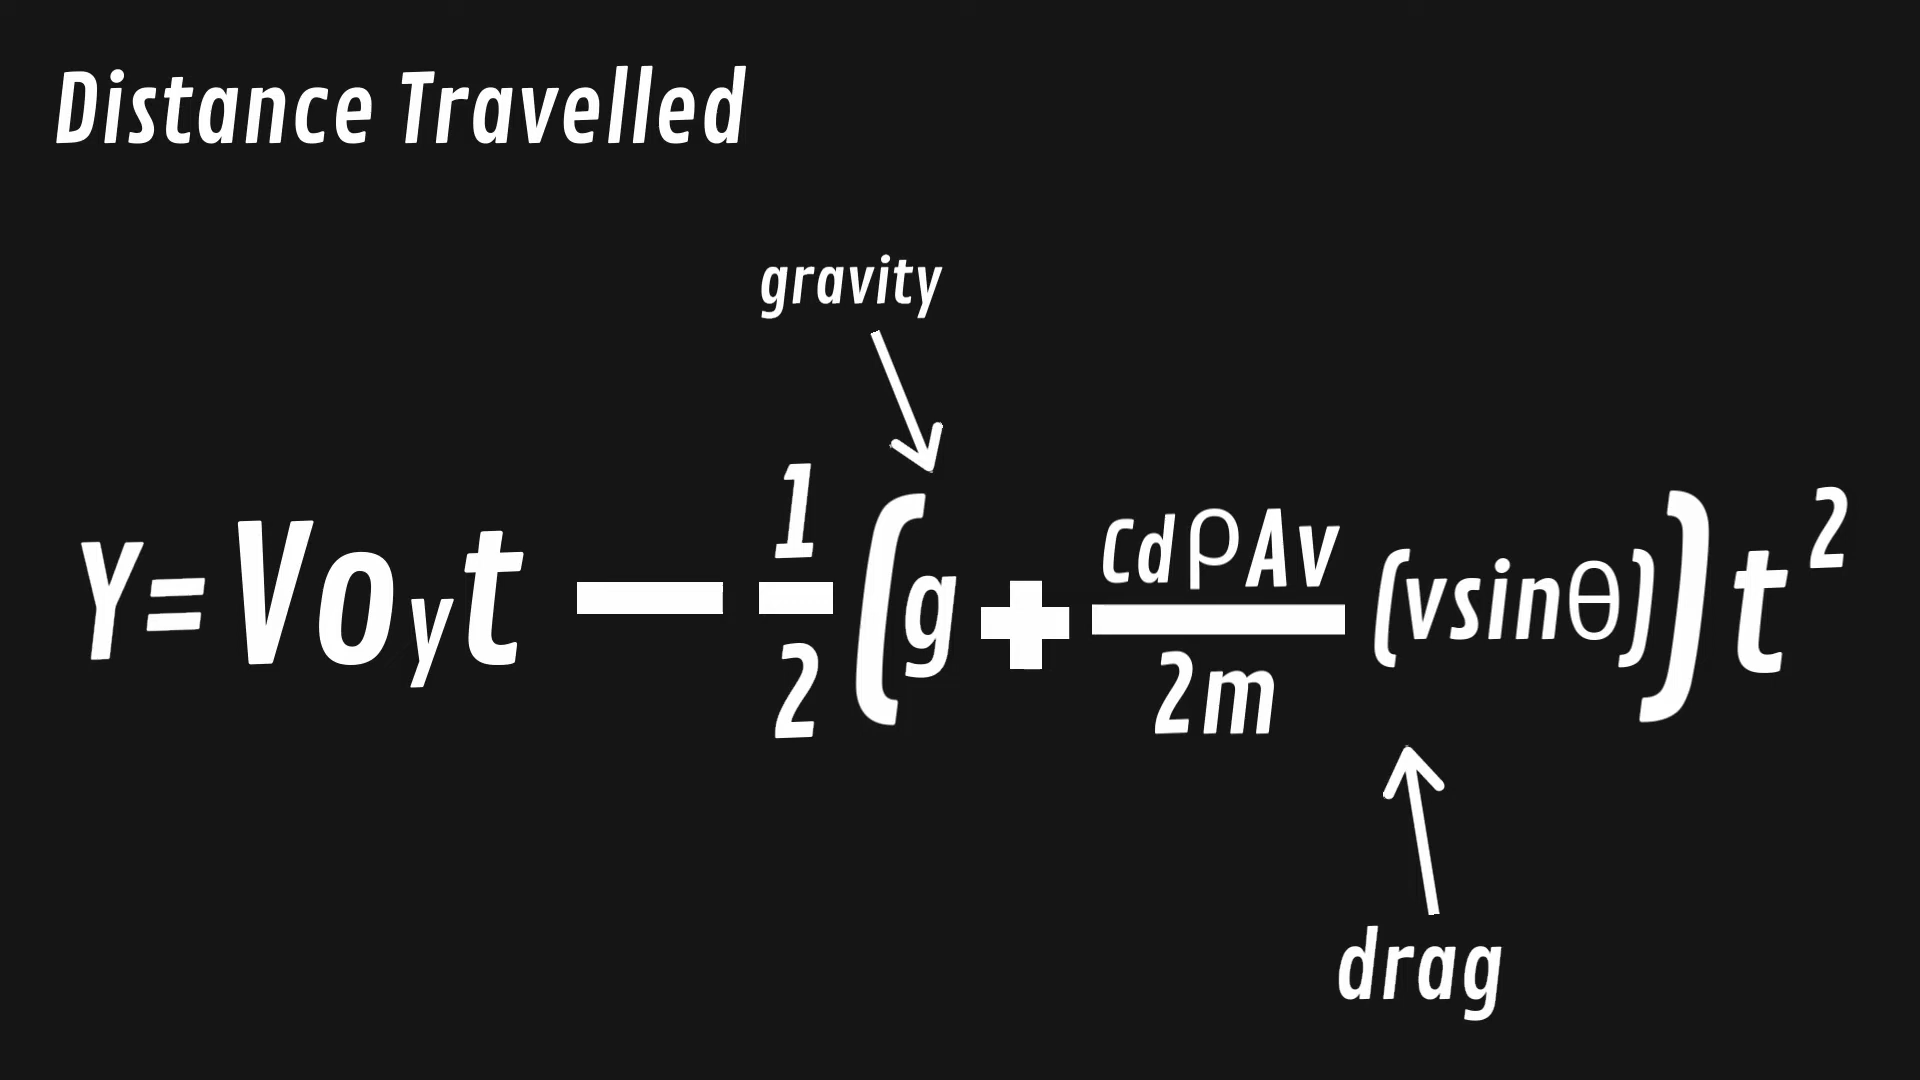 Distance Travelled
gravity
Y=Voyt − 1/2 (g + CdρAv/2m (vsinθ)) t²
drag